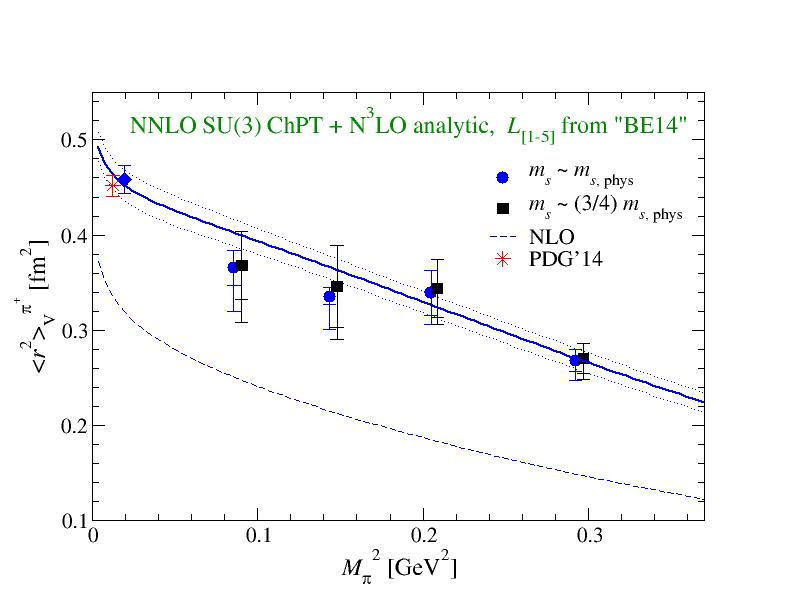 NNLO SU(3) ChPT + N³LO analytic, L[1-5] from "BE14"
0.5
mₛ ~ mₛ, phys
mₛ ~ (3/4) mₛ, phys
0.4
NLO
PDG'14
<r²>ᵥ π⁺ [fm²]
0.3
0.2
0.1
0 0.1 0.2 0.3
Mπ² [GeV²]